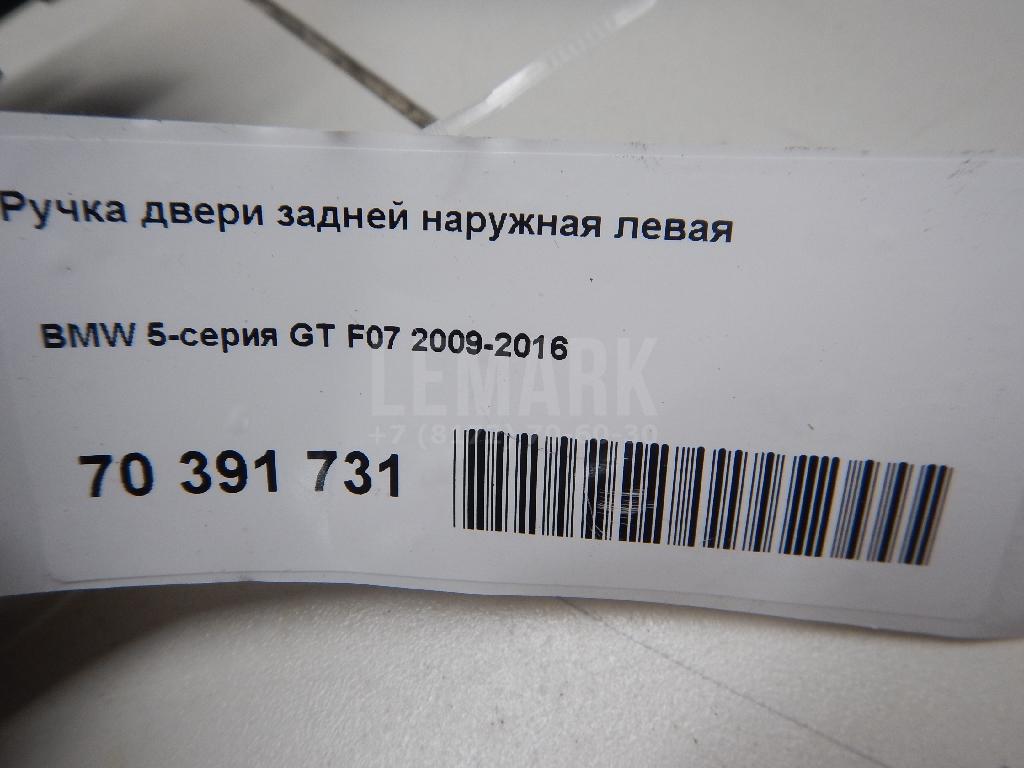 Ручка двери задней наружная левая
BMW 5-серия GT F07 2009-2016
LEMARK
70 391 731